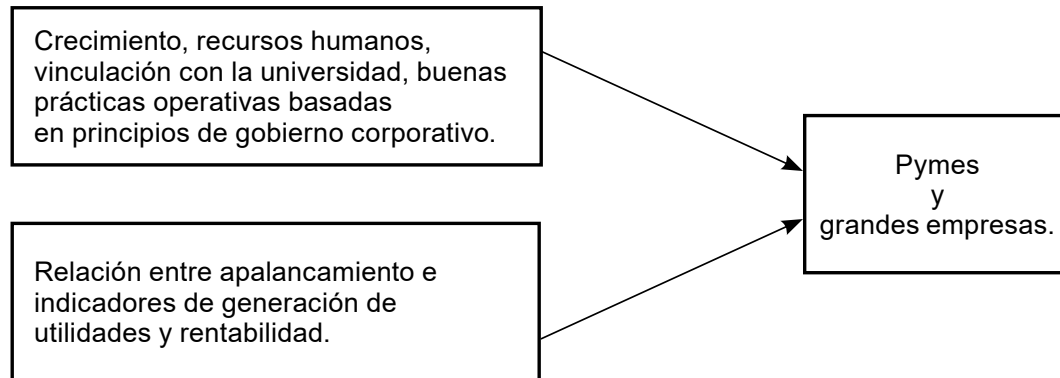 Crecimiento, recursos humanos,
vinculación con la universidad, buenas
prácticas operativas basadas
en principios de gobierno corporativo.
Relación entre apalancamiento e
indicadores de generación de
utilidades y rentabilidad.
Pymes
y
grandes empresas.